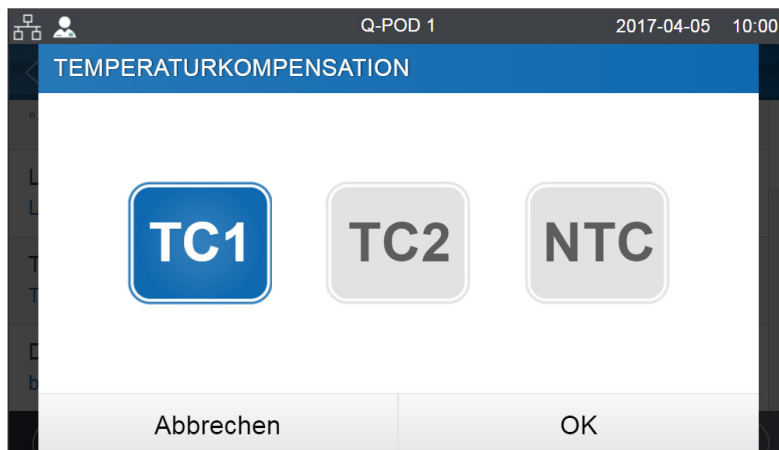 Q-POD 1 2017-04-05 10:00
TEMPERATURKOMPENSATION
L
L
TC1 TC2 NTC
T
T
D
b
Abbrechen OK